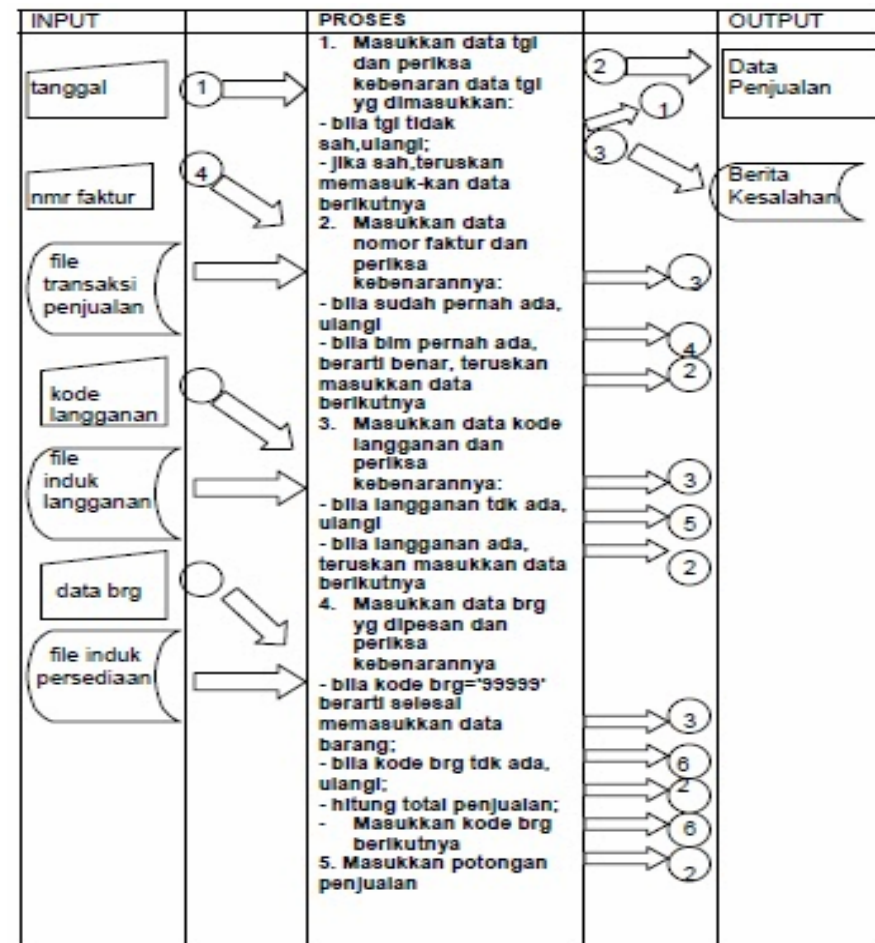 INPUT
PROSES
OUTPUT
tanggal
1
nmr faktur
4
file
transaksi
penjualan
kode
langganan
file
induk
langganan
data brg
file induk
persediaan
1. Masukkan data tgl
dan periksa
kebenaran data tgl
yg dimasukkan:
- bila tgl tidak
sah,ulangi;
- jika sah,teruskan
memasuk-kan data
berikutnya
2. Masukkan data
nomor faktur dan
periksa
kebenarannya:
- bila sudah pernah ada,
ulangi
- bila blm pernah ada,
berarti benar, teruskan
masukkan data
berikutnya
3. Masukkan data kode
langganan dan
periksa
kebenarannya:
- bila langganan tdk ada,
ulangi
- bila langganan ada,
teruskan masukkan data
berikutnya
4. Masukkan data brg
yg dipesan dan
periksa
kebenarannya
- bila kode brg='99999'
berarti selesai
memasukkan data
barang;
- bila kode brg tdk ada,
ulangi;
- hitung total penjualan;
- Masukkan kode brg
berikutnya
5. Masukkan potongan
penjualan
2
1
3
3
4
2
3
5
2
3
6
2
6
2
Data
Penjualan
Berita
Kesalahan